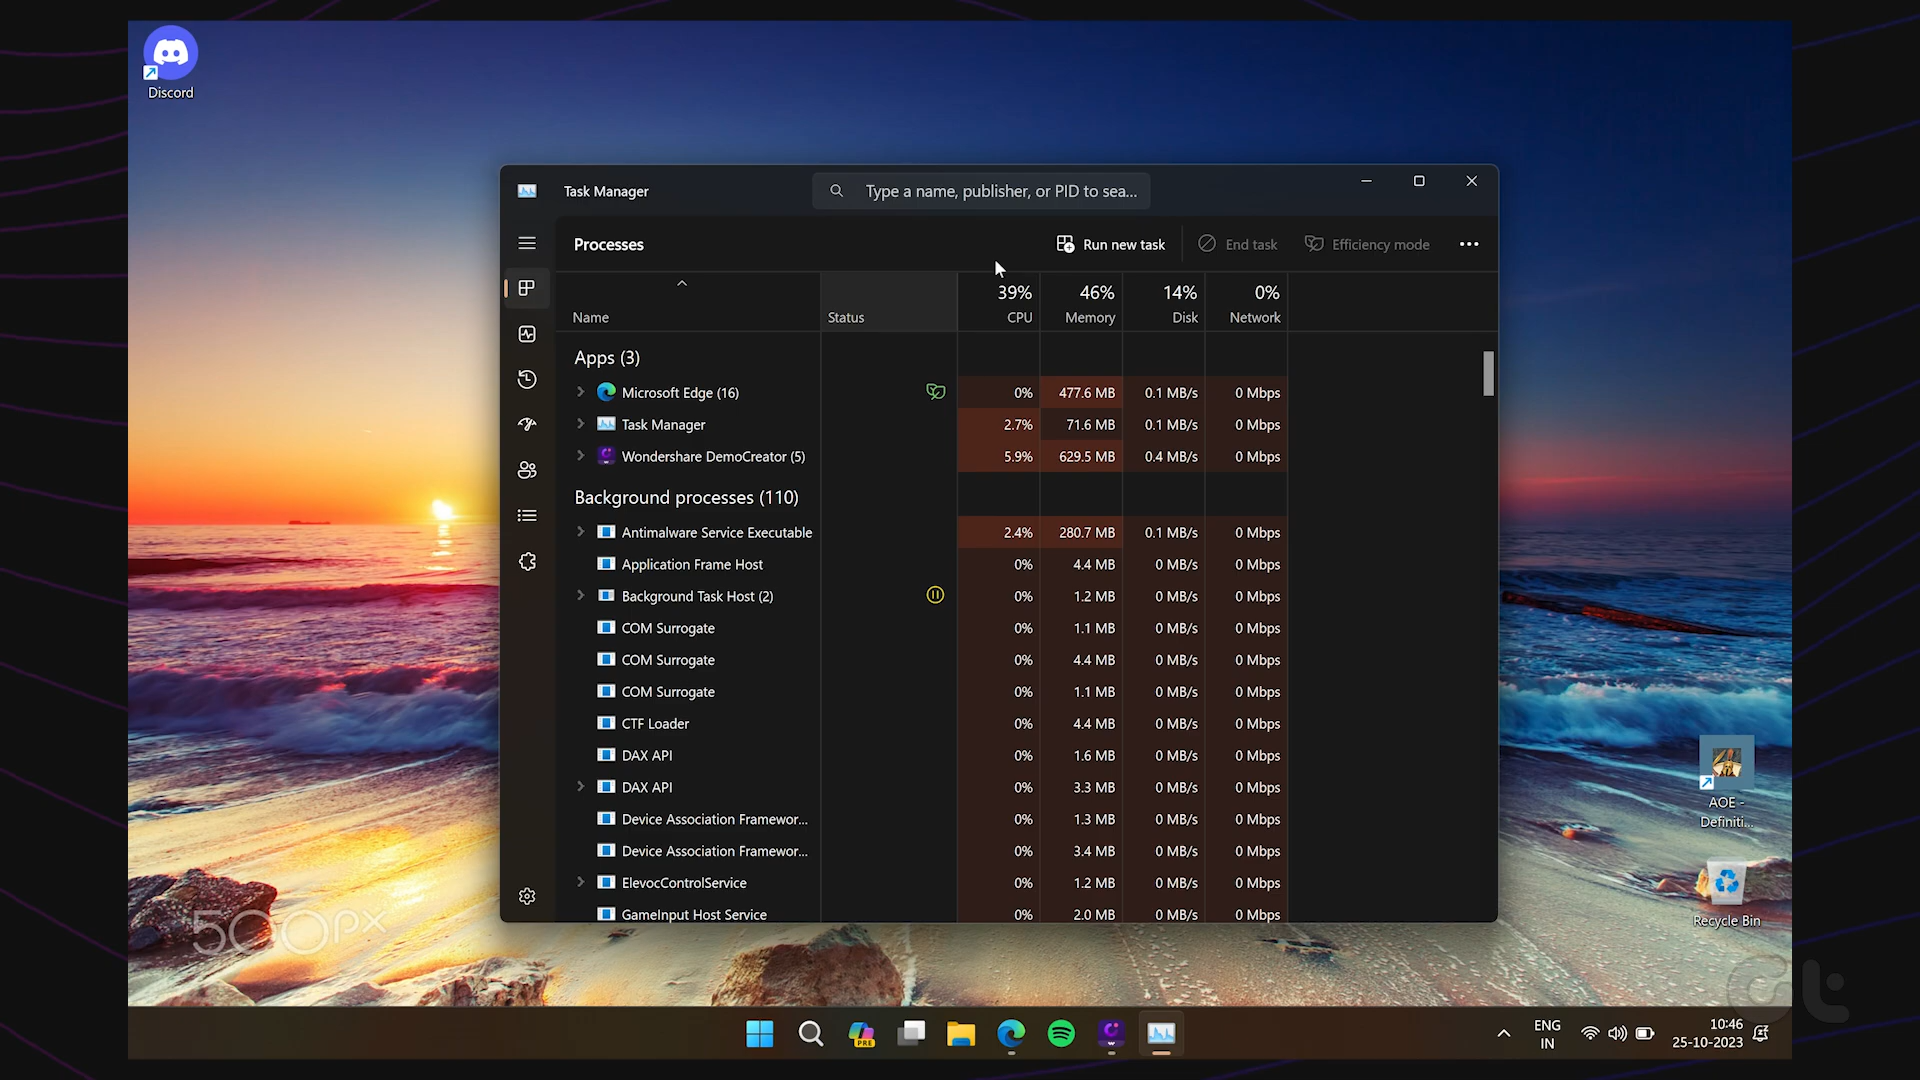 Discord
Task Manager
Type a name, publisher, or PID to sea...
Processes
Run new task
End task
Efficiency mode
39% 46% 14% 0%
Name Status CPU Memory Disk Network
Apps (3)
Microsoft Edge (16) 0% 477.6 MB 0.1 MB/s 0 Mbps
Task Manager 2.7% 71.6 MB 0.1 MB/s 0 Mbps
Wondershare DemoCreator (5) 5.9% 629.5 MB 0.4 MB/s 0 Mbps
Background processes (110)
Antimalware Service Executable 2.4% 280.7 MB 0.1 MB/s 0 Mbps
Application Frame Host 0% 4.4 MB 0 MB/s 0 Mbps
Background Task Host (2) 0% 1.2 MB 0 MB/s 0 Mbps
COM Surrogate 0% 1.1 MB 0 MB/s 0 Mbps
COM Surrogate 0% 4.4 MB 0 MB/s 0 Mbps
COM Surrogate 0% 1.1 MB 0 MB/s 0 Mbps
CTF Loader 0% 4.4 MB 0 MB/s 0 Mbps
DAX API 0% 1.6 MB 0 MB/s 0 Mbps
DAX API 0% 3.3 MB 0 MB/s 0 Mbps
Device Association Framewor... 0% 1.3 MB 0 MB/s 0 Mbps
Device Association Framewor... 0% 3.4 MB 0 MB/s 0 Mbps
ElevocControlService 0% 1.2 MB 0 MB/s 0 Mbps
GameInput Host Service 0% 2.0 MB 0 MB/s 0 Mbps
AOE -
Definiti...
Recycle Bin
500px
Gt
PRE
ENG
IN
10:46
25-10-2023